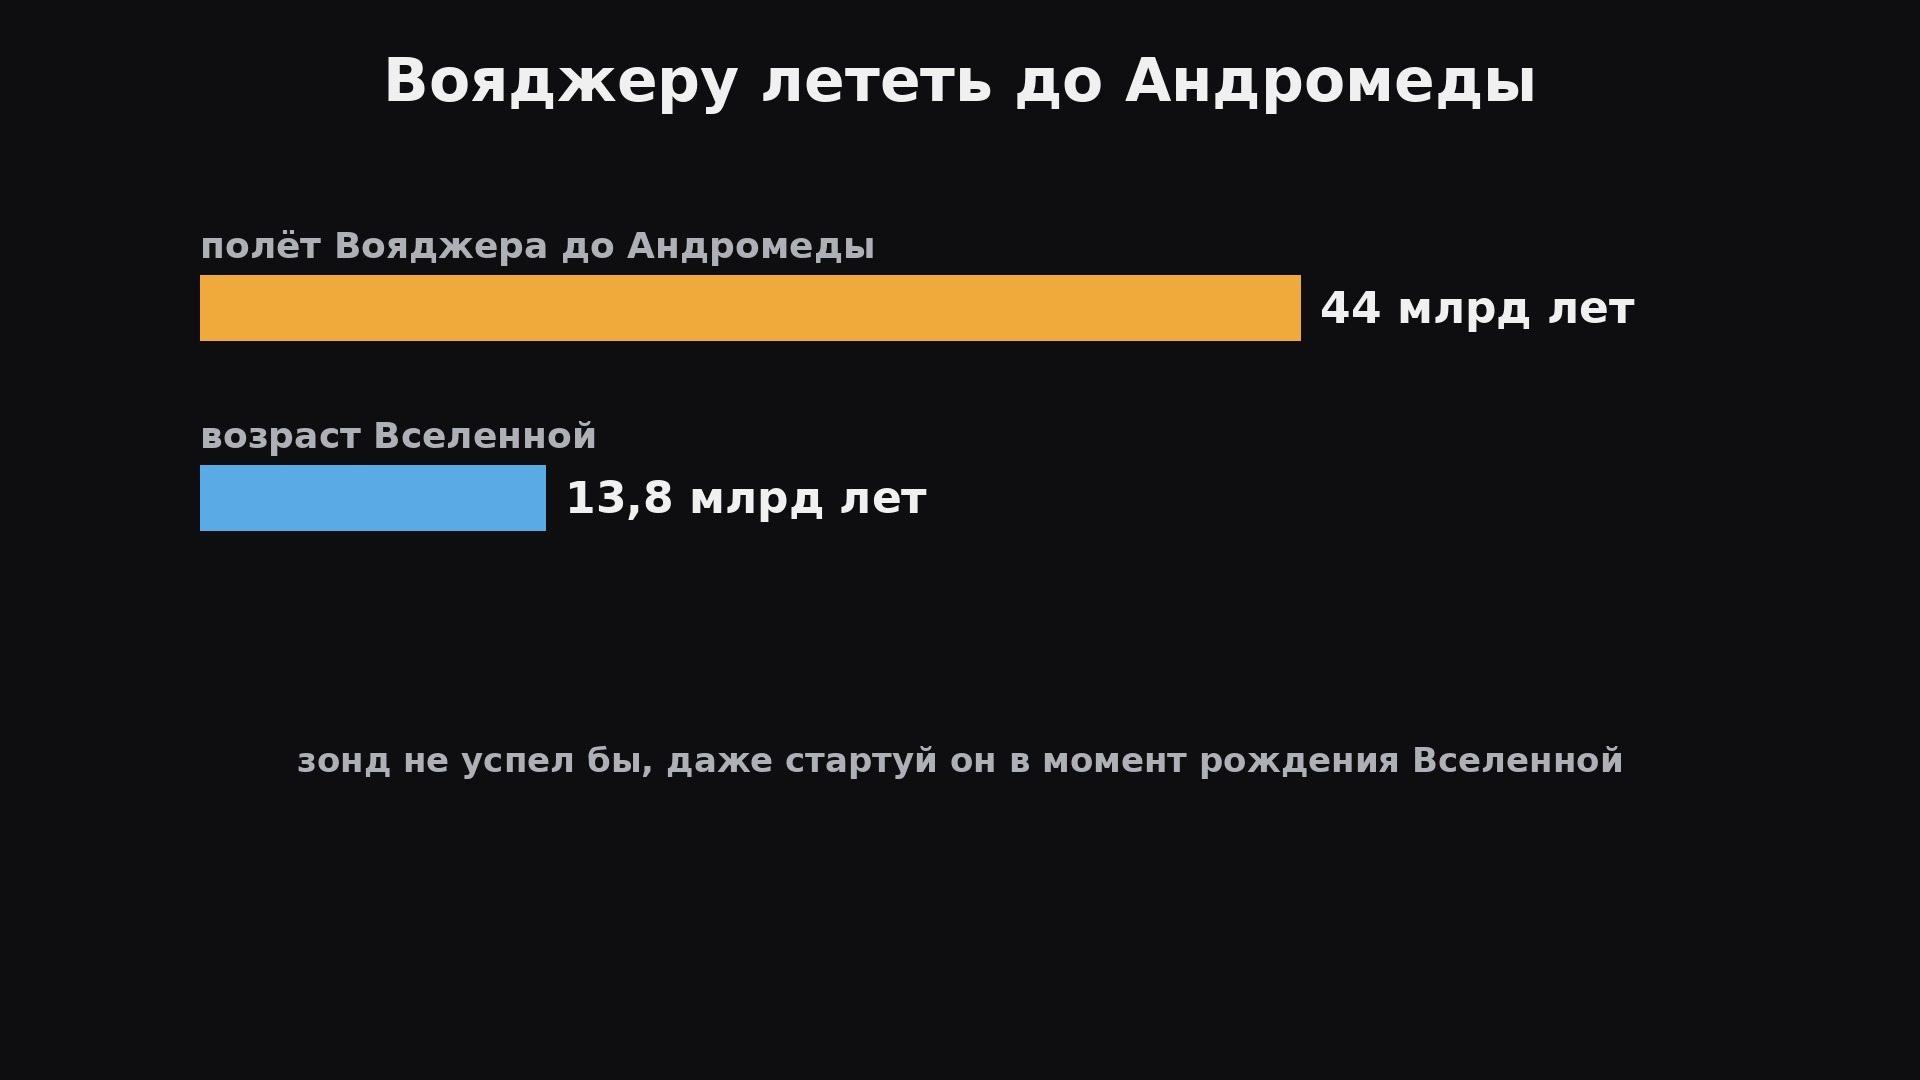 Вояджеру лететь до Андромеды
полёт Вояджера до Андромеды
44 млрд лет
возраст Вселенной
13,8 млрд лет
зонд не успел бы, даже стартуй он в момент рождения Вселенной